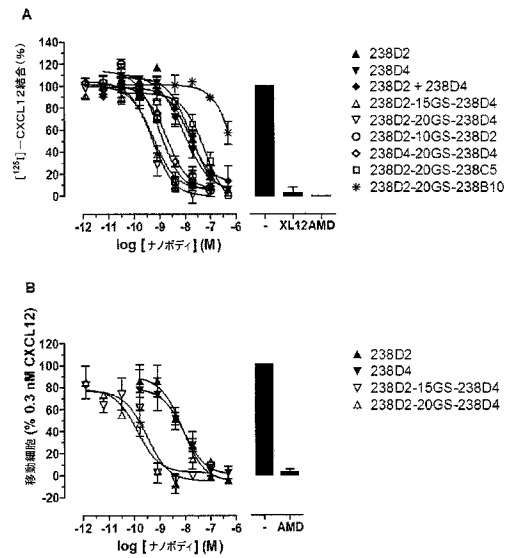 A
[125I]-CXCL12結合(%)
140
120
100
80
60
40
20
0
-12 -11 -10 -9 -8 -7 -6
log [ナノボディ] (M)
- XL12AMD
238D2
238D4
238D2 + 238D4
238D2-15GS-238D4
238D2-20GS-238D4
238D2-10GS-238D2
238D4-20GS-238D4
238D2-20GS-238C5
238D2-20GS-238B10
B
移動細胞 (% 0.3 nM CXCL12)
120
100
80
60
40
20
0
-20
-12 -11 -10 -9 -8 -7 -6
log [ナノボディ] (M)
- AMD
238D2
238D4
238D2-15GS-238D4
238D2-20GS-238D4